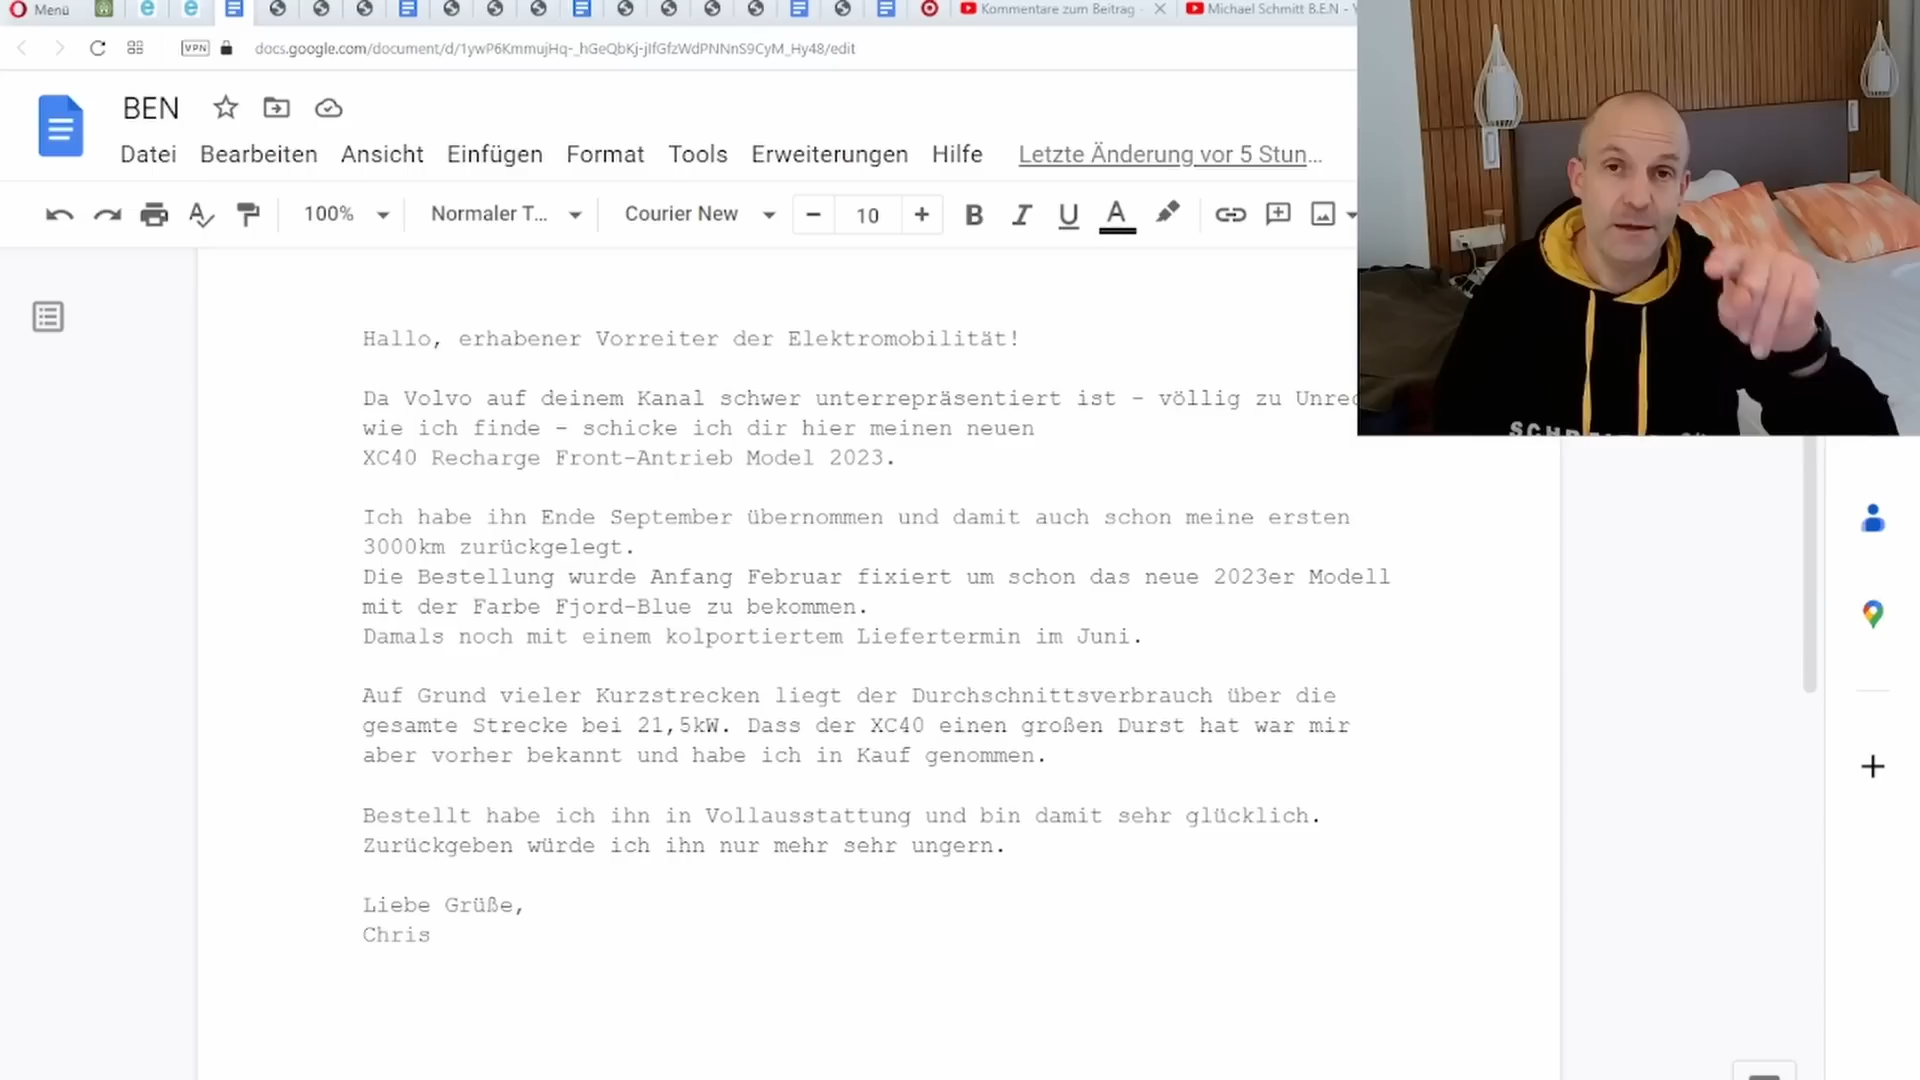 Menü
Kommentare zum Beitrag
Michael Schmitt B.E.N - Y
VPN
docs.google.com/document/d/1ywP6KmmujHq-_hGeQbKj-jIfGfzWdPNNnS9CyM_Hy48/edit
BEN
Datei Bearbeiten Ansicht Einfügen Format Tools Erweiterungen Hilfe Letzte Änderung vor 5 Stun...
100% Normaler T... Courier New 10 B I U A
Hallo, erhabener Vorreiter der Elektromobilität!
Da Volvo auf deinem Kanal schwer unterrepräsentiert ist - völlig zu Unrec
wie ich finde - schicke ich dir hier meinen neuen
XC40 Recharge Front-Antrieb Model 2023.
Ich habe ihn Ende September übernommen und damit auch schon meine ersten
3000km zurückgelegt.
Die Bestellung wurde Anfang Februar fixiert um schon das neue 2023er Modell
mit der Farbe Fjord-Blue zu bekommen.
Damals noch mit einem kolportiertem Liefertermin im Juni.
Auf Grund vieler Kurzstrecken liegt der Durchschnittsverbrauch über die
gesamte Strecke bei 21,5kW. Dass der XC40 einen großen Durst hat war mir
aber vorher bekannt und habe ich in Kauf genommen.
Bestellt habe ich ihn in Vollausstattung und bin damit sehr glücklich.
Zurückgeben würde ich ihn nur mehr sehr ungern.
Liebe Grüße,
Chris